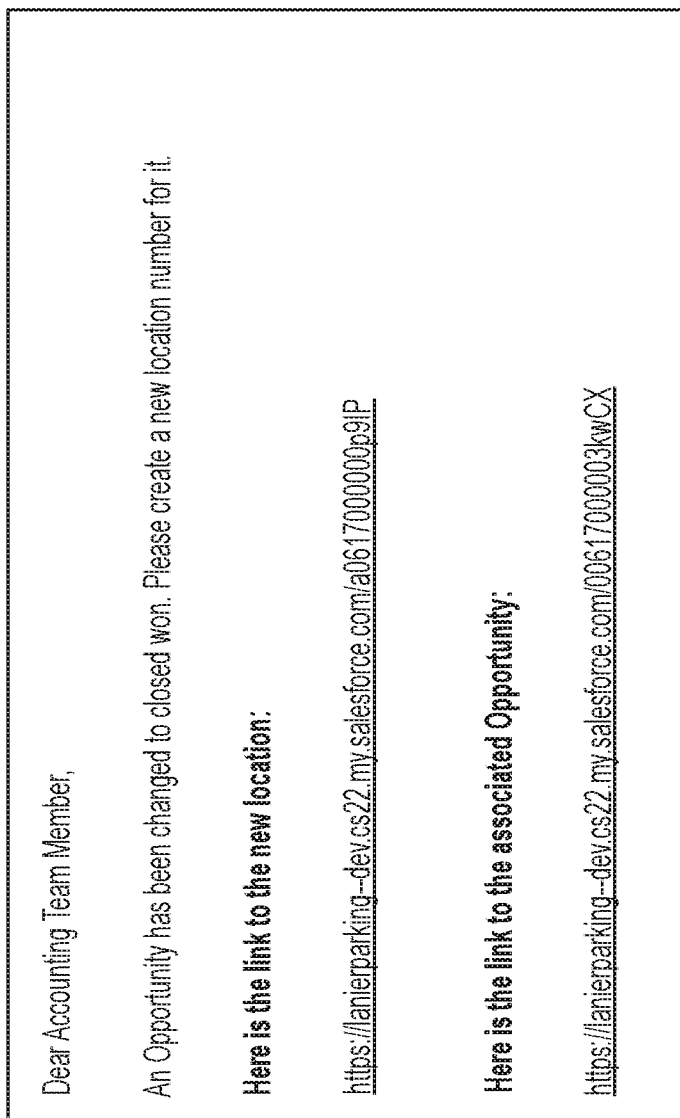 Dear Accounting Team Member,
An Opportunity has been changed to closed won. Please create a new location number for it.
Here is the link to the new location:
https://lanierparking--dev.cs22.my.salesforce.com/a0617000000p9IP
Here is the link to the associated Opportunity:
https://lanierparking--dev.cs22.my.salesforce.com/00617000003kwCX